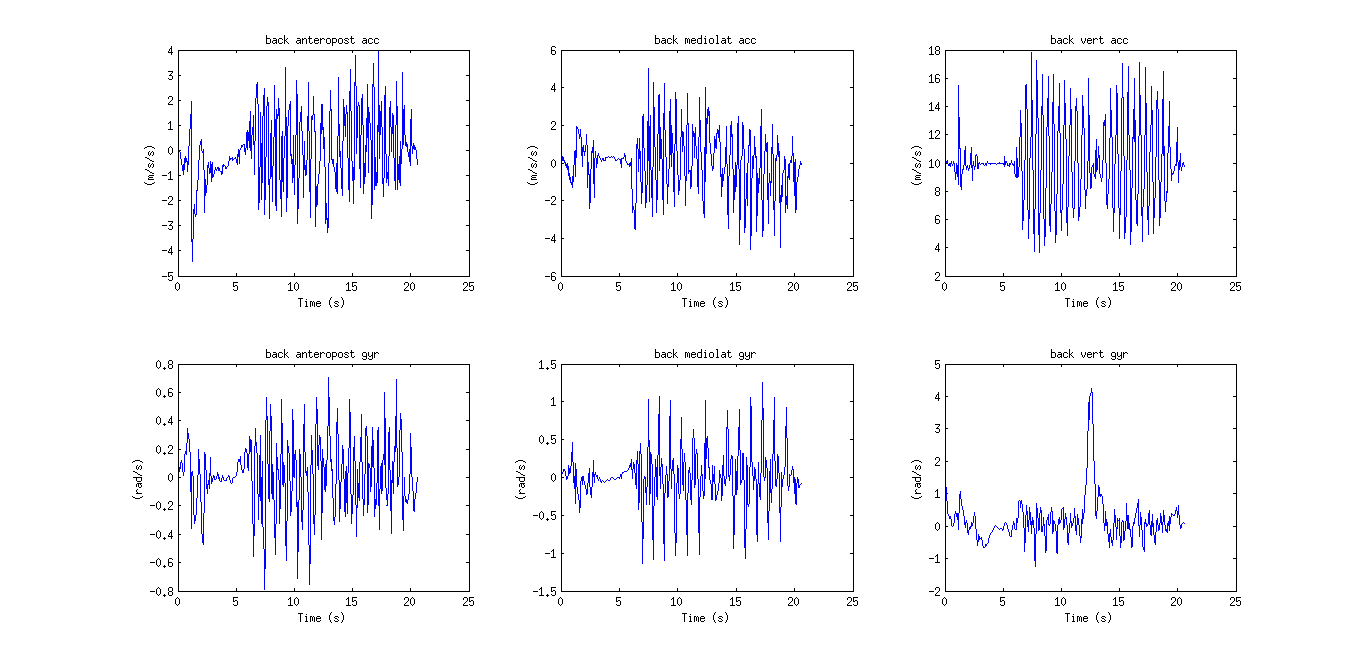 back anteropost acc
4
3
2
1
0
-1
-2
-3
-4
-5
(m/s/s)
0 5 10 15 20 25
Time (s)
back mediolat acc
6
4
2
0
-2
-4
-6
(m/s/s)
0 5 10 15 20 25
Time (s)
back vert acc
18
16
14
12
10
8
6
4
2
(m/s/s)
0 5 10 15 20 25
Time (s)
back anteropost gyr
0.8
0.6
0.4
0.2
0
-0.2
-0.4
-0.6
-0.8
(rad/s)
0 5 10 15 20 25
Time (s)
back mediolat gyr
1.5
1
0.5
0
-0.5
-1
-1.5
(rad/s)
0 5 10 15 20 25
Time (s)
back vert gyr
5
4
3
2
1
0
-1
-2
(rad/s)
0 5 10 15 20 25
Time (s)